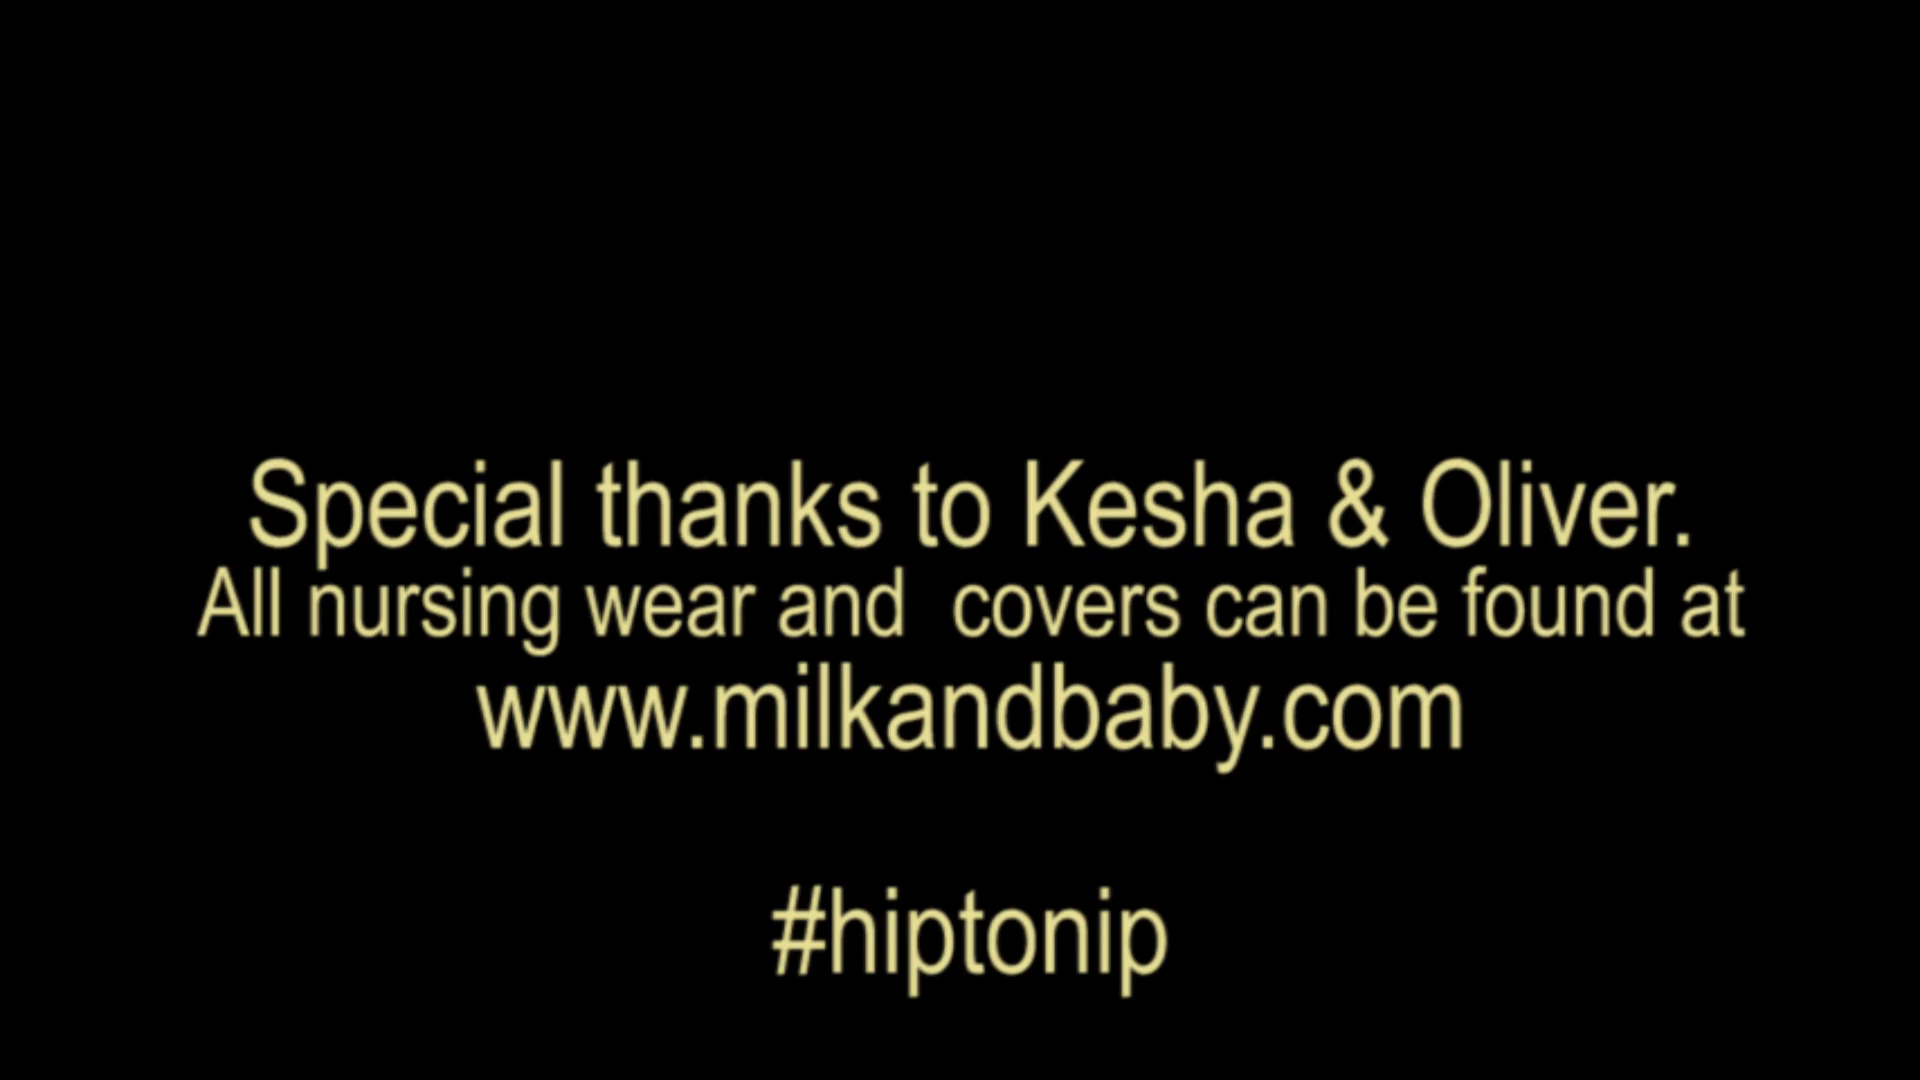 Special thanks to Kesha & Oliver.
All nursing wear and  covers can be found at
www.milkandbaby.com
#hiptonip